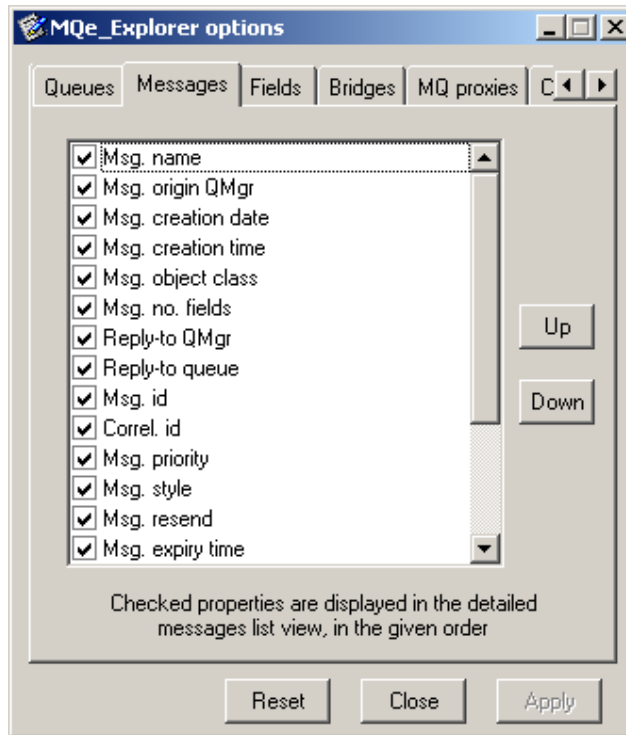 MQe_Explorer options
Queues Messages Fields Bridges MQ proxies C
Msg. name
Msg. origin QMgr
Msg. creation date
Msg. creation time
Msg. object class
Msg. no. fields
Reply-to QMgr
Reply-to queue
Msg. id
Correl. id
Msg. priority
Msg. style
Msg. resend
Msg. expiry time
Up
Down
Checked properties are displayed in the detailed
messages list view, in the given order
Reset Close Apply